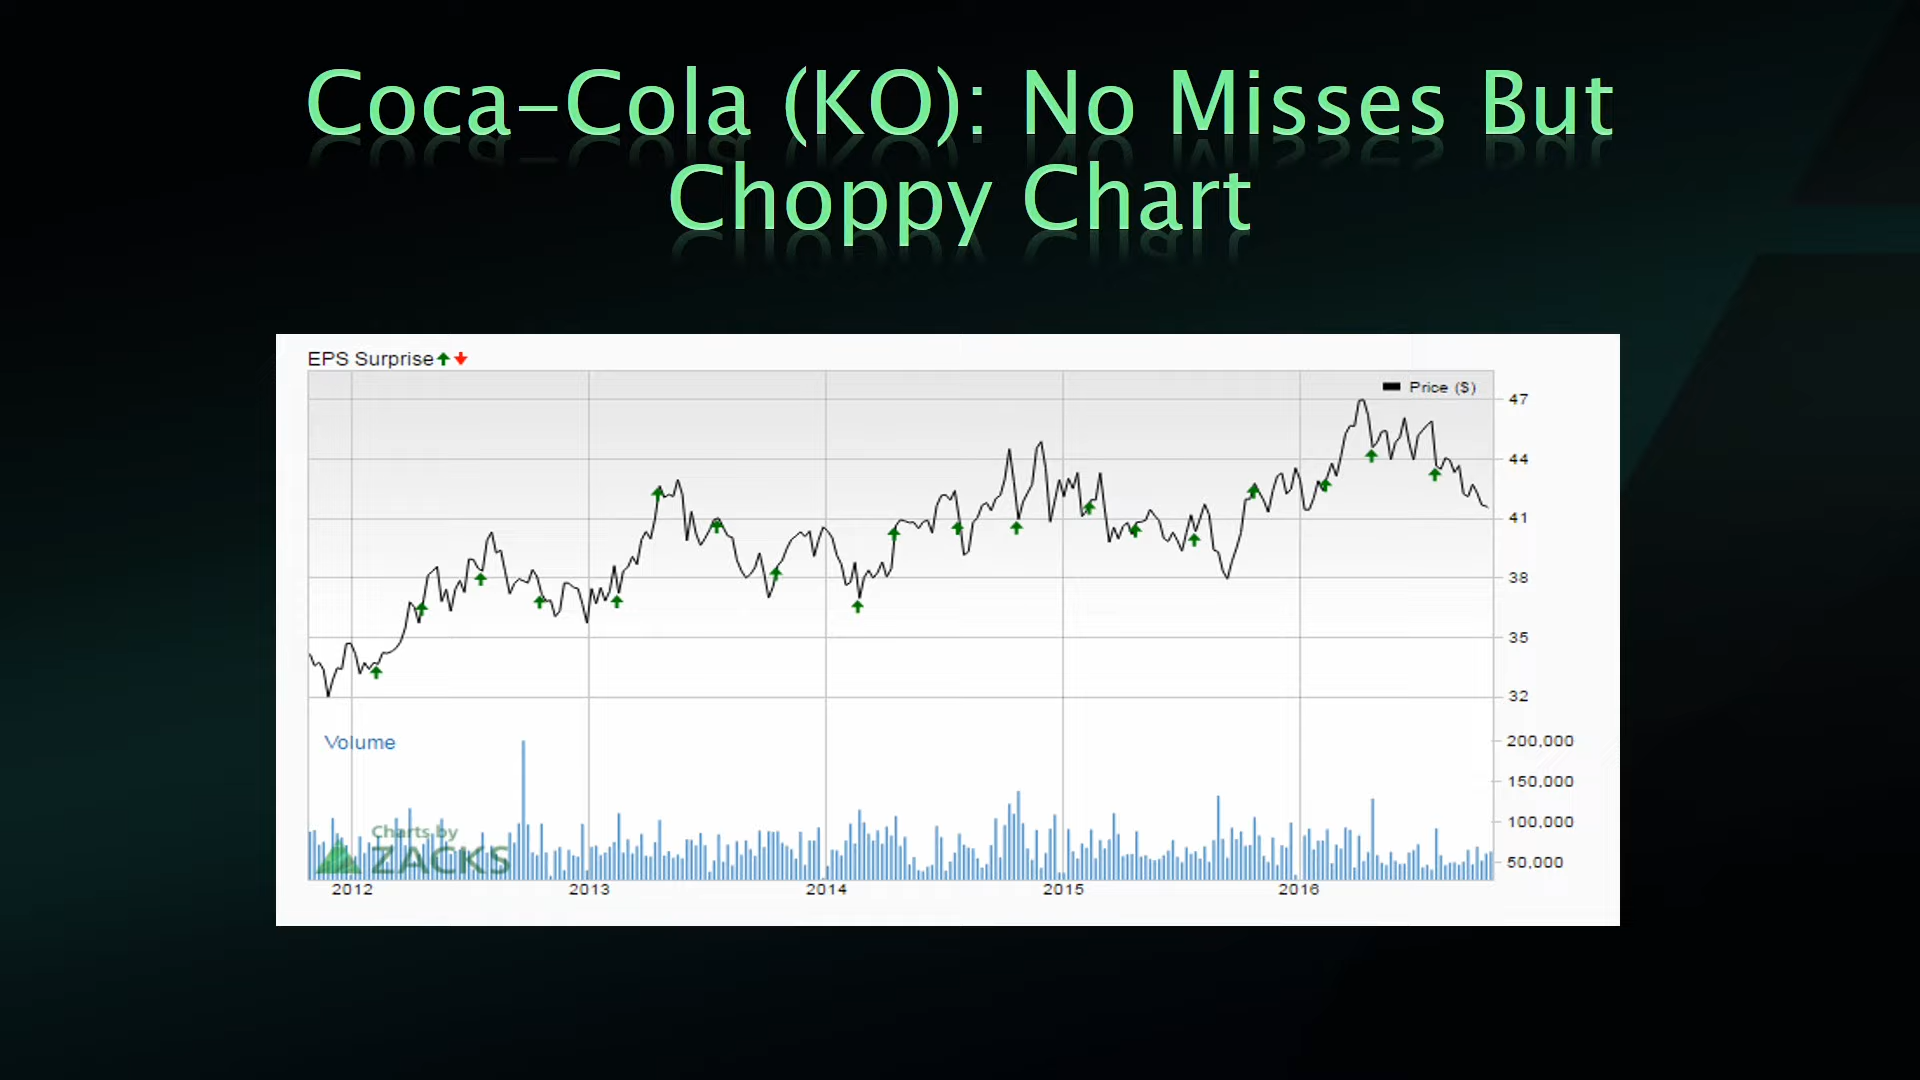 Coca-Cola (KO): No Misses But
Choppy Chart
EPS Surprise
Price ($)
47
44
41
38
35
32
Volume
200,000
150,000
100,000
50,000
Charts by
ZACKS
2012 2013 2014 2015 2016